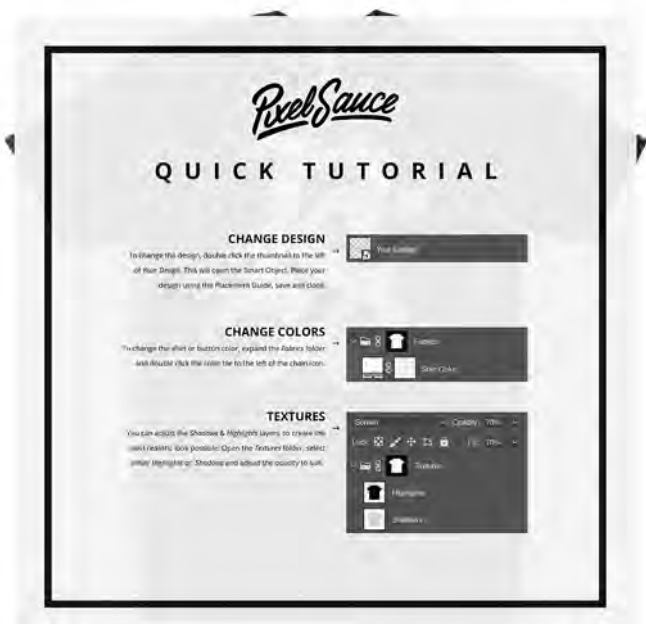 PixelSauce
QUICK TUTORIAL
CHANGE DESIGN
To change the design, double click the thumbnail to the left
of Your Design. This will open the Smart Object. Place your
design using the Placement Guide, save and close.
Your Design
CHANGE COLORS
To change the shirt or button color, expand the Fabrics folder
and double click the color tile to the left of the chain icon.
Shirt Color
TEXTURES
You can adjust the Shadows & Highlights layers, to create the
most realistic look possible. Open the Textures folder, select
either Highlights or Shadows and adjust the opacity to suit.
Screen Opacity: 70%
Lock: 70%
Textures
Highlights
Shadows